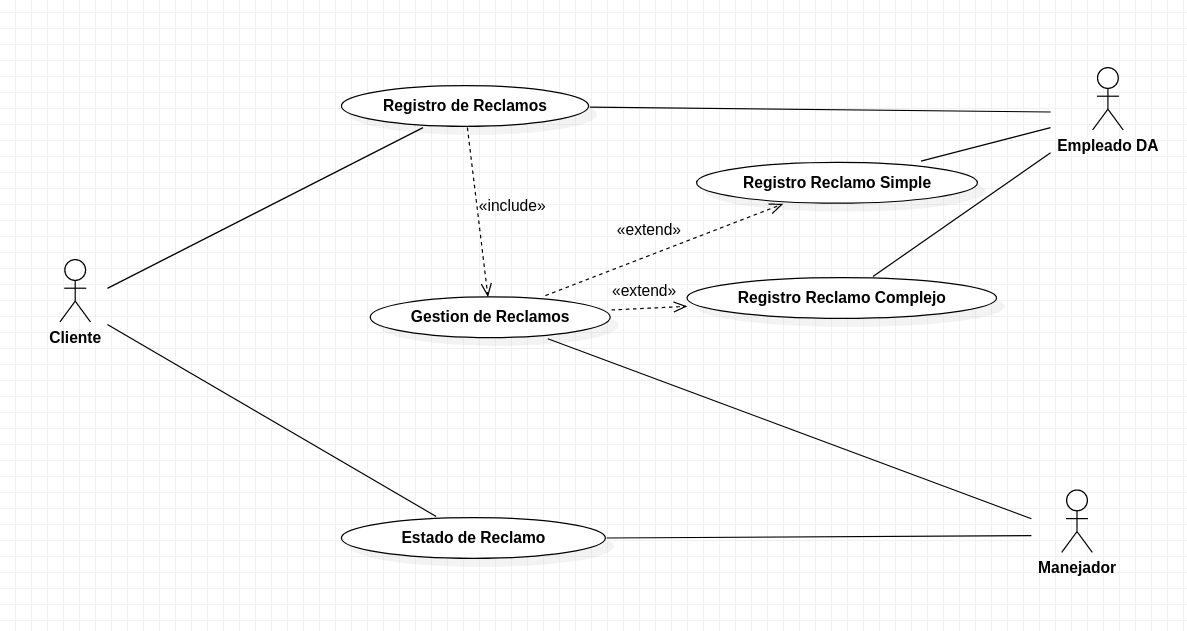 Registro de Reclamos
Empleado DA
Registro Reclamo Simple
«include»
«extend»
«extend»
Registro Reclamo Complejo
Gestion de Reclamos
Cliente
Estado de Reclamo
Manejador